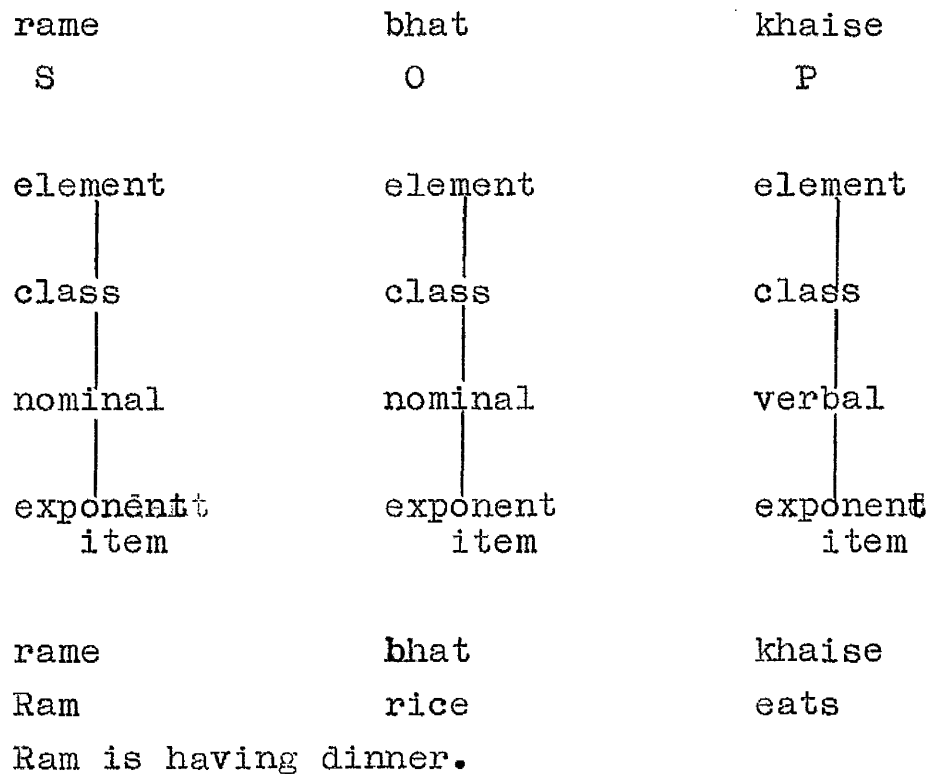 rame bhat khaise
S O P
element element element
class class class
nominal nominal verbal
exponent exponent exponent
item item item
rame bhat khaise
Ram rice eats
Ram is having dinner.